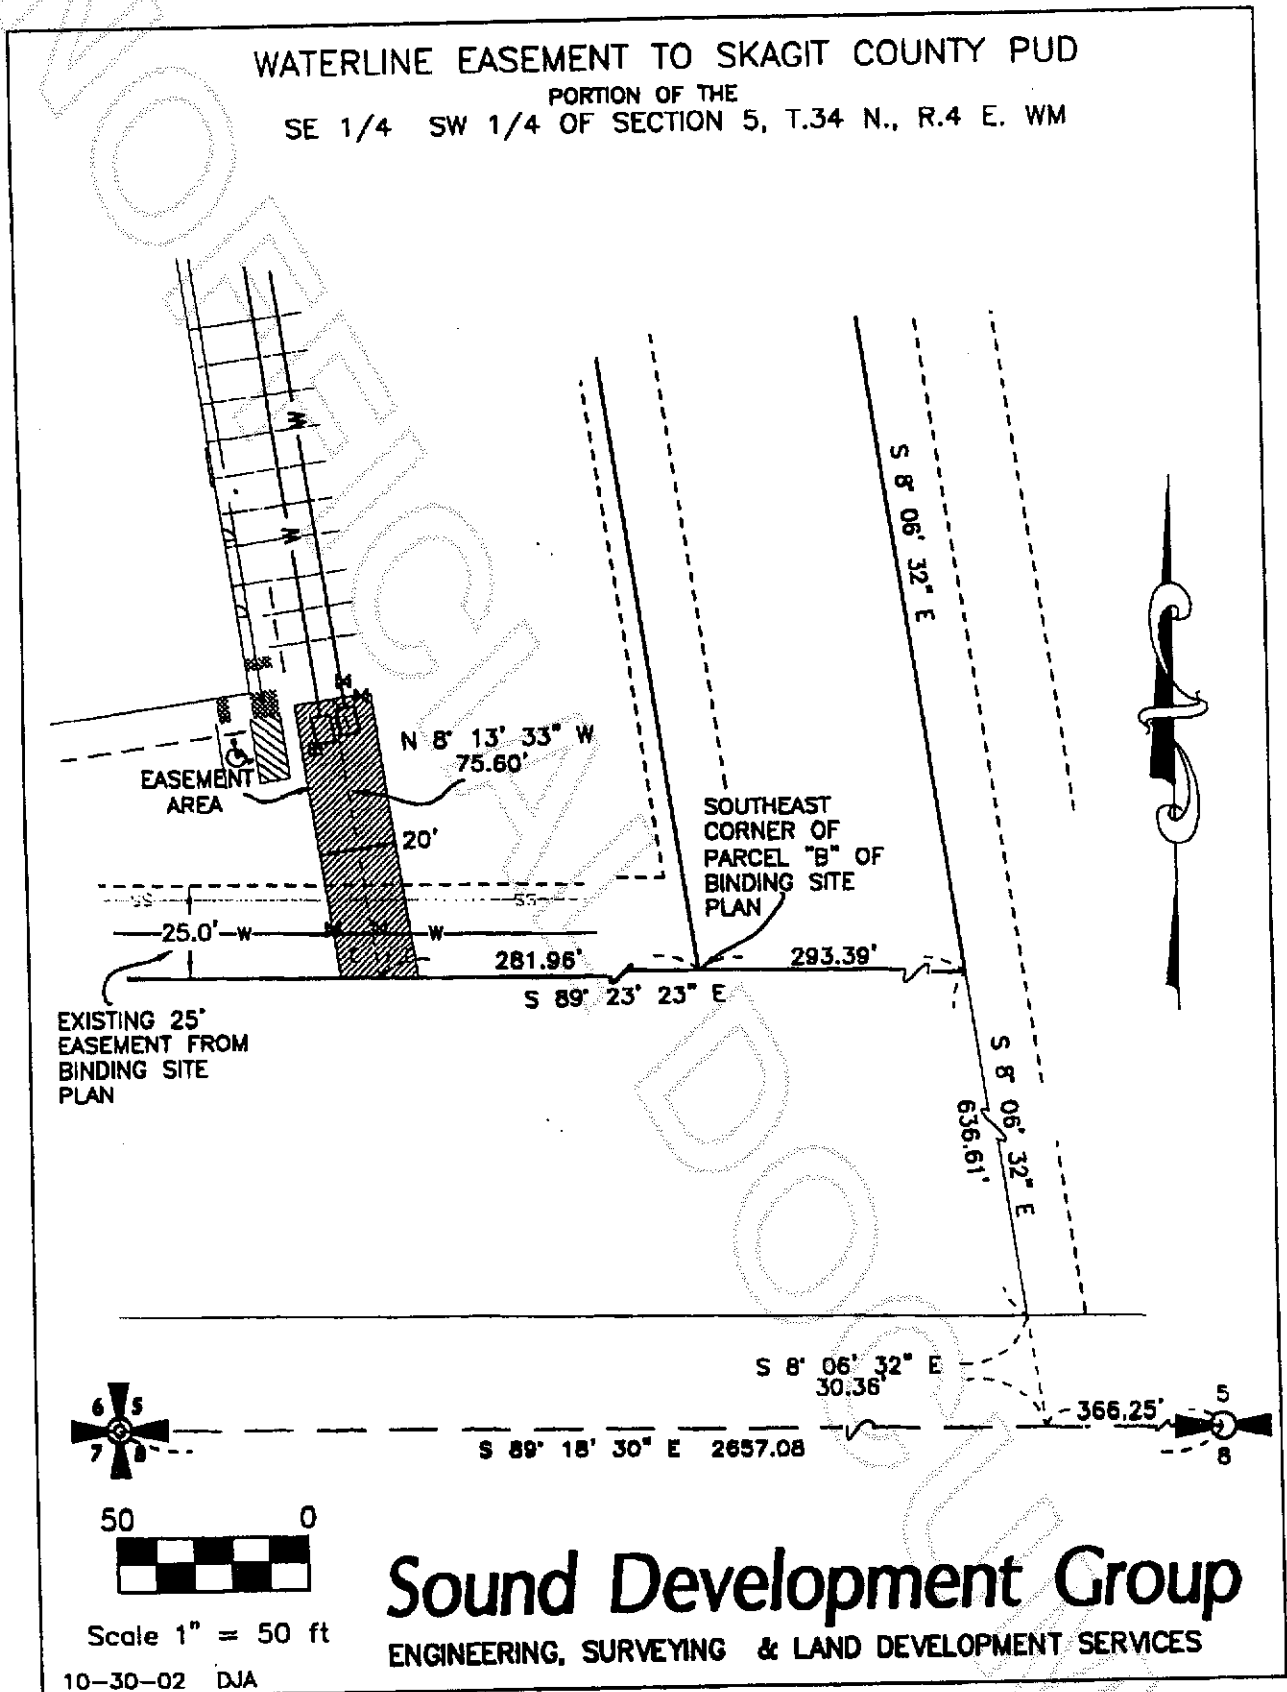 WATERLINE EASEMENT TO SKAGIT COUNTY PUD
PORTION OF THE
SE 1/4 SW 1/4 OF SECTION 5, T.34 N., R.4 E. WM
W
W
S 8° 06' 32" E
N 8° 13' 33" W
75.60'
EASEMENT
AREA
20'
SOUTHEAST
CORNER OF
PARCEL "B" OF
BINDING SITE
PLAN
SS
SS
25.0'
W
W
281.96'
293.39'
S 89° 23' 23" E
EXISTING 25'
EASEMENT FROM
BINDING SITE
PLAN
S 8° 06' 32" E
636.61'
S 8° 06' 32" E
30.36'
366.25'
6 5
7 8
5
8
S 89° 18' 30" E 2657.08
50 0
Scale 1" = 50 ft
10-30-02 DJA
Sound Development Group
ENGINEERING, SURVEYING & LAND DEVELOPMENT SERVICES
UNOFFICIAL DOCUMENT